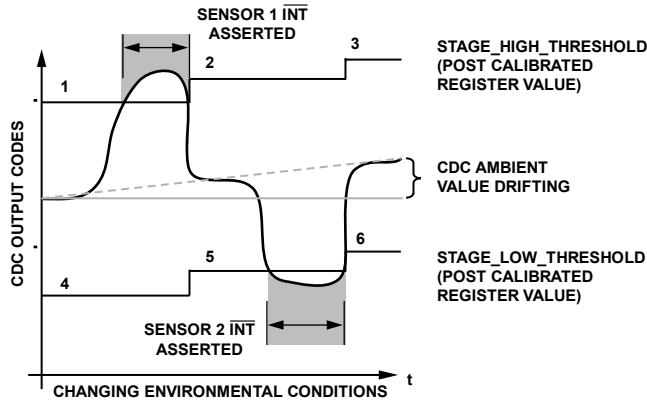 SENSOR 1 INT
ASSERTED
1
2
3
STAGE_HIGH_THRESHOLD
(POST CALIBRATED
REGISTER VALUE)
CDC OUTPUT CODES
CDC AMBIENT
VALUE DRIFTING
4
5
6
STAGE_LOW_THRESHOLD
(POST CALIBRATED
REGISTER VALUE)
SENSOR 2 INT
ASSERTED
CHANGING ENVIRONMENTAL CONDITIONS
t